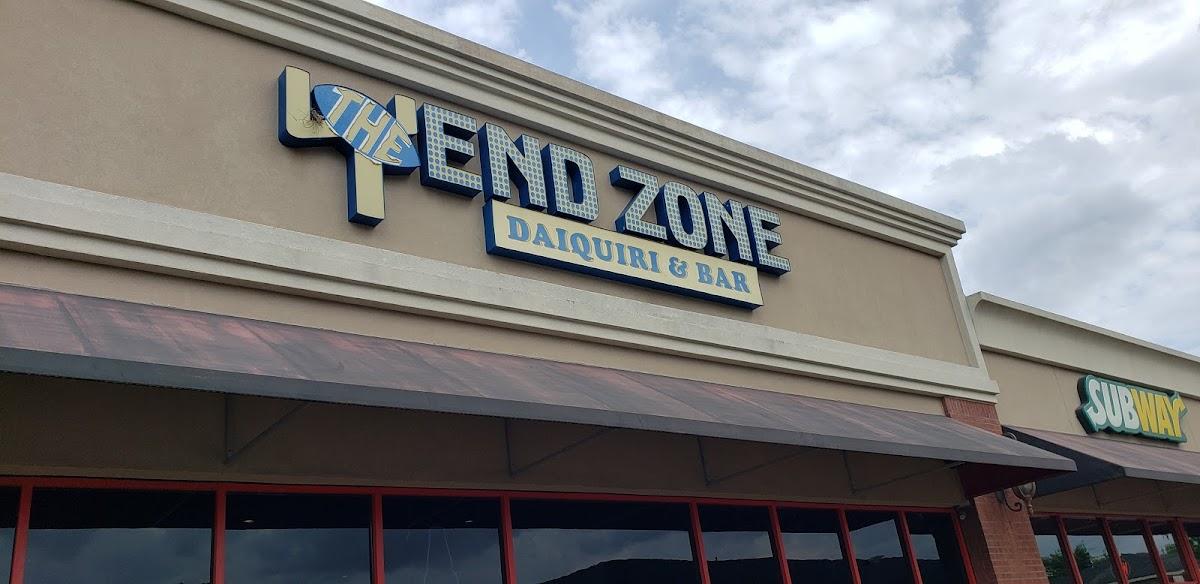 THE END ZONE
DAIQUIRI & BAR
SUBWAY